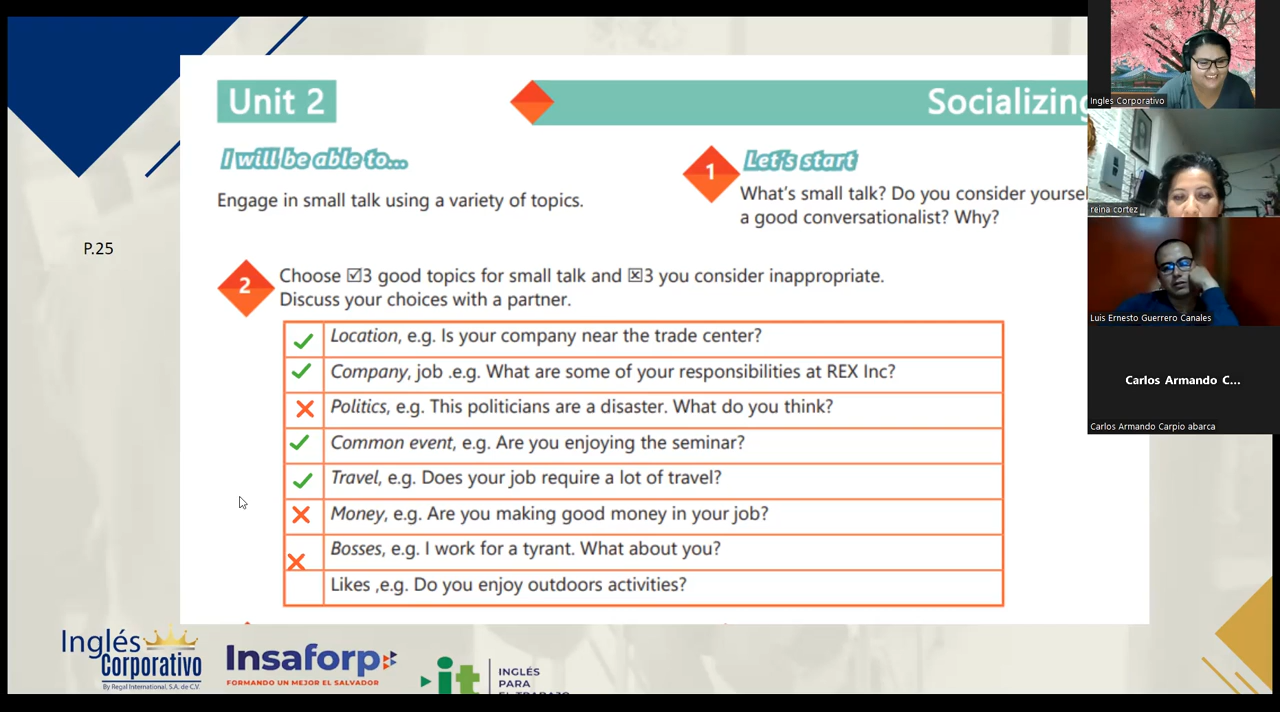 Unit 2
Socializing
I will be able to...
Let's start
Engage in small talk using a variety of topics.
1
What's small talk? Do you consider yoursel
a good conversationalist? Why?
P.25
2
Choose ☑3 good topics for small talk and ☒3 you consider inappropriate.
Discuss your choices with a partner.
Location, e.g. Is your company near the trade center?
Company, job .e.g. What are some of your responsibilities at REX Inc?
Politics, e.g. This politicians are a disaster. What do you think?
Common event, e.g. Are you enjoying the seminar?
Travel, e.g. Does your job require a lot of travel?
Money, e.g. Are you making good money in your job?
Bosses, e.g. I work for a tyrant. What about you?
Likes ,e.g. Do you enjoy outdoors activities?
Inglés
Corporativo
By Regal International, S.A. de C.V.
Insaforp
FORMANDO UN MEJOR EL SALVADOR
it
INGLÉS
PARA
EL TRABAJO
Ingles Corporativo
reina cortez
Luis Ernesto Guerrero Canales
Carlos Armando C...
Carlos Armando Carpio abarca